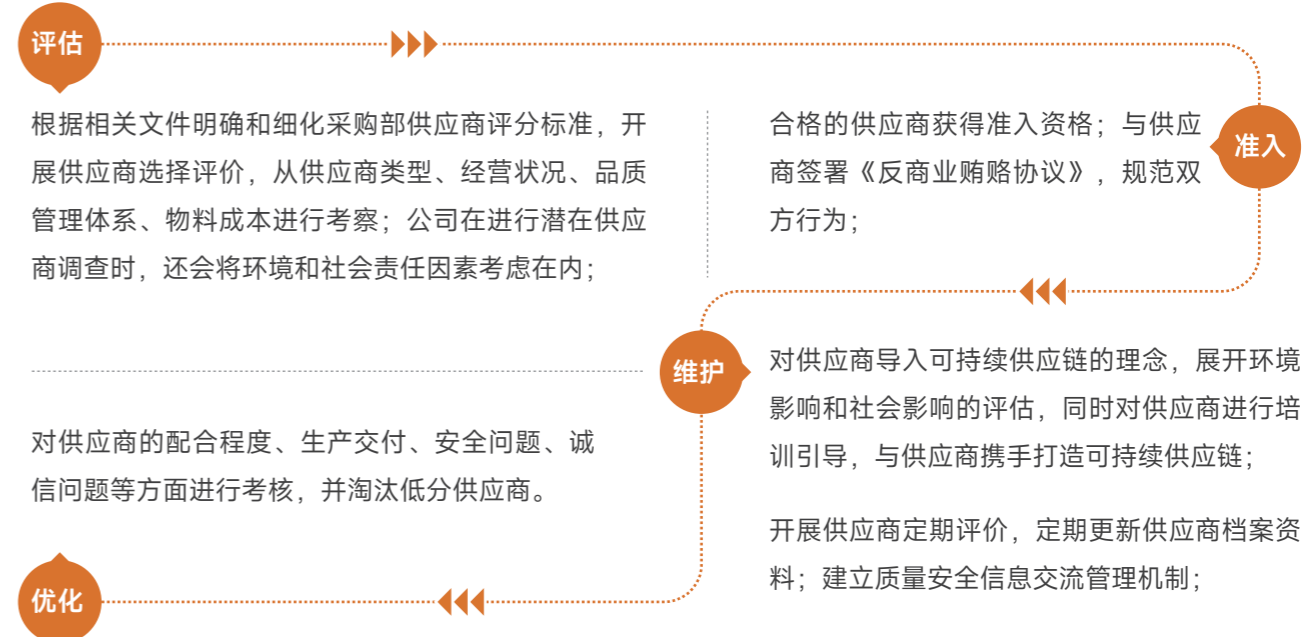 评估
根据相关文件明确和细化采购部供应商评分标准，开
展供应商选择评价，从供应商类型、经营状况、品质
管理体系、物料成本进行考察；公司在进行潜在供应
商调查时，还会将环境和社会责任因素考虑在内；
准入
合格的供应商获得准入资格；与供应
商签署《反商业贿赂协议》，规范双
方行为；
维护
对供应商导入可持续供应链的理念，展开环境
影响和社会影响的评估，同时对供应商进行培
训引导，与供应商携手打造可持续供应链；
开展供应商定期评价，定期更新供应商档案资
料；建立质量安全信息交流管理机制；
优化
对供应商的配合程度、生产交付、安全问题、诚
信问题等方面进行考核，并淘汰低分供应商。